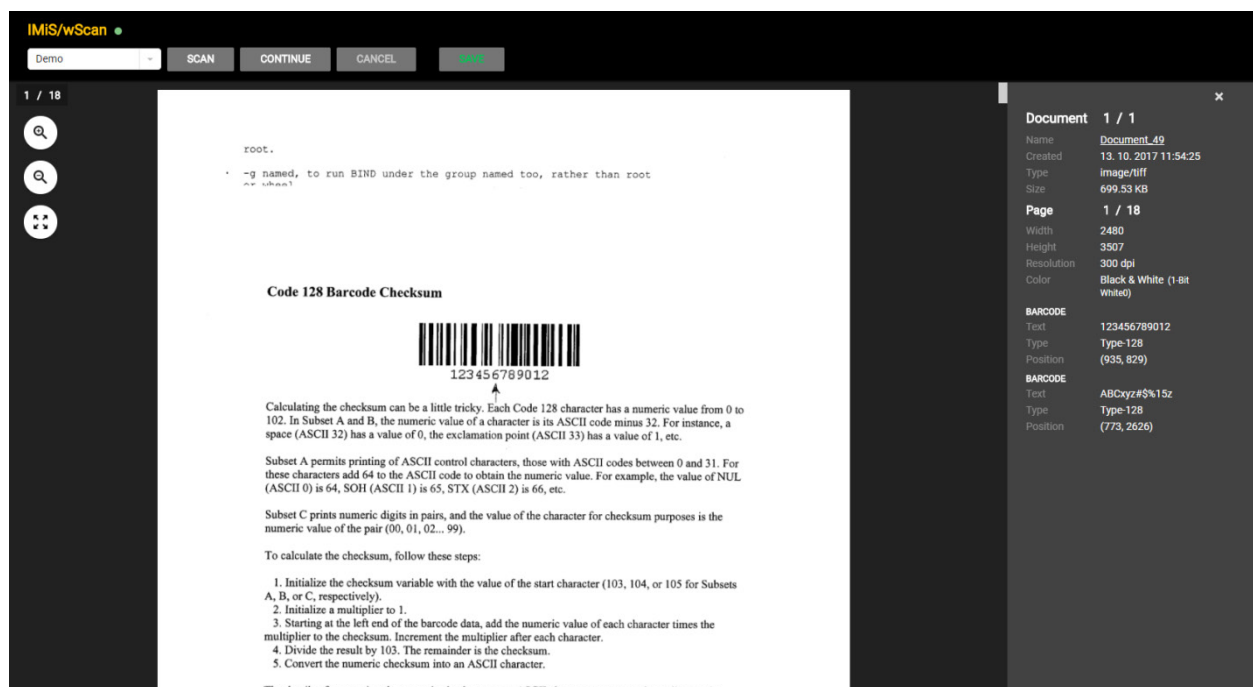 IMiS/wScan
Demo SCAN CONTINUE CANCEL SAVE
1 / 18
root.
· -g named, to run BIND under the group named too, rather than root
or wheel
Code 128 Barcode Checksum
123456789012
Calculating the checksum can be a little tricky. Each Code 128 character has a numeric value from 0 to
102. In Subset A and B, the numeric value of a character is its ASCII code minus 32. For instance, a
space (ASCII 32) has a value of 0, the exclamation point (ASCII 33) has a value of 1, etc.
Subset A permits printing of ASCII control characters, those with ASCII codes between 0 and 31. For
these characters add 64 to the ASCII code to obtain the numeric value. For example, the value of NUL
(ASCII 0) is 64, SOH (ASCII 1) is 65, STX (ASCII 2) is 66, etc.
Subset C prints numeric digits in pairs, and the value of the character for checksum purposes is the
numeric value of the pair (00, 01, 02... 99).
To calculate the checksum, follow these steps:
1. Initialize the checksum variable with the value of the start character (103, 104, or 105 for Subsets
A, B, or C, respectively).
2. Initialize a multiplier to 1.
3. Starting at the left end of the barcode data, add the numeric value of each character times the
multiplier to the checksum. Increment the multiplier after each character.
4. Divide the result by 103. The remainder is the checksum.
5. Convert the numeric checksum into an ASCII character.
×
Document 1 / 1
Name Document_49
Created 13. 10. 2017 11:54:25
Type image/tiff
Size 699.53 KB
Page 1 / 18
Width 2480
Height 3507
Resolution 300 dpi
Color Black & White (1-Bit
White0)
BARCODE
Text 123456789012
Type Type-128
Position (935, 829)
BARCODE
Text ABCxyz#$%15z
Type Type-128
Position (773, 2626)